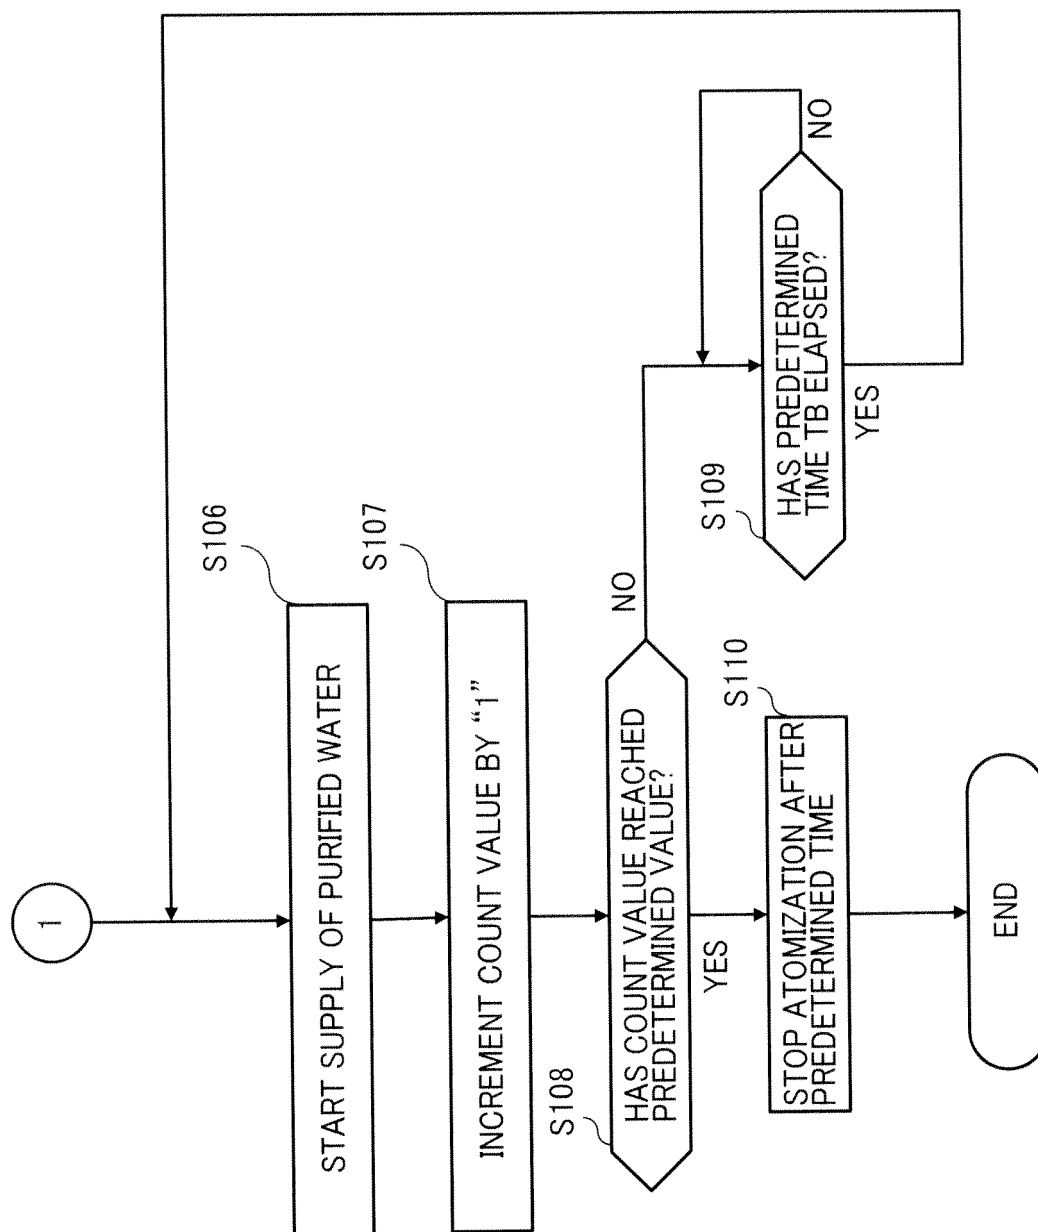 1
S106
START SUPPLY OF PURIFIED WATER
S107
INCREMENT COUNT VALUE BY “1”
S108
HAS COUNT VALUE REACHED
PREDETERMINED VALUE?
NO
YES
S109
HAS PREDETERMINED
TIME TB ELAPSED?
NO
YES
S110
STOP ATOMIZATION AFTER
PREDETERMINED TIME
END